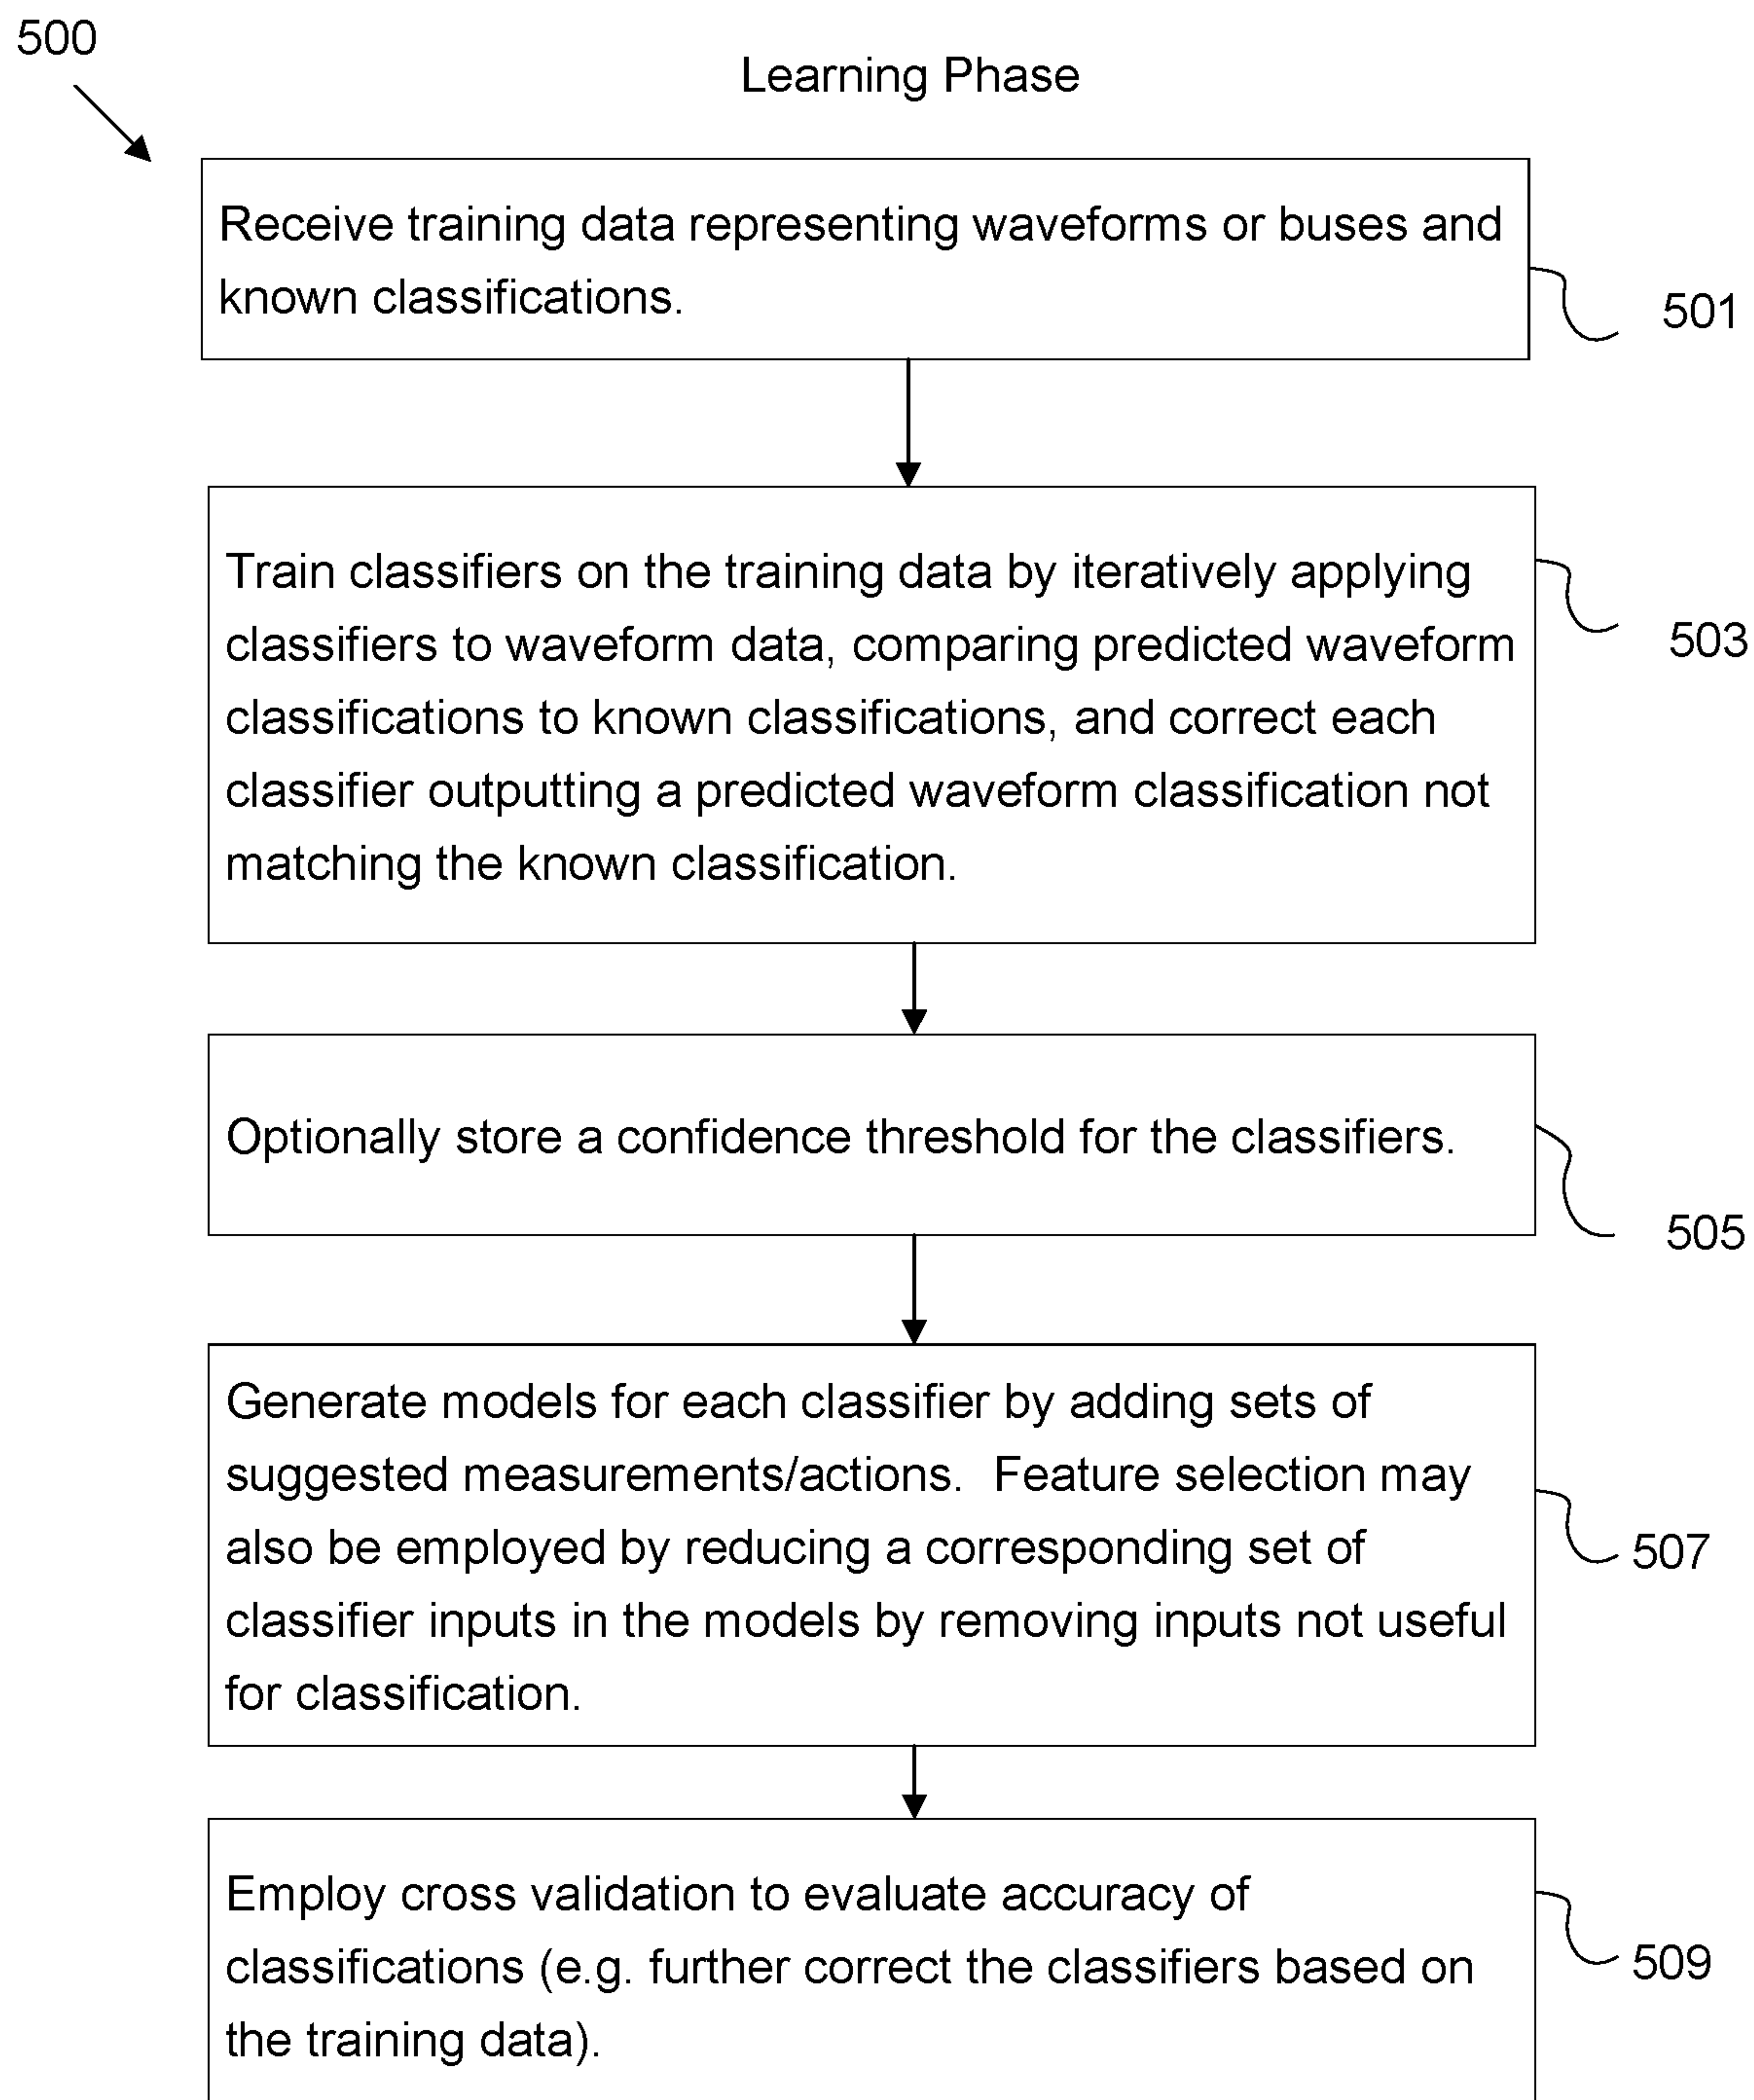 500
Learning Phase
Receive training data representing waveforms or buses and
known classifications.
501
Train classifiers on the training data by iteratively applying
classifiers to waveform data, comparing predicted waveform
classifications to known classifications, and correct each
classifier outputting a predicted waveform classification not
matching the known classification.
503
Optionally store a confidence threshold for the classifiers.
505
Generate models for each classifier by adding sets of
suggested measurements/actions.  Feature selection may
also be employed by reducing a corresponding set of
classifier inputs in the models by removing inputs not useful
for classification.
507
Employ cross validation to evaluate accuracy of
classifications (e.g. further correct the classifiers based on
the training data).
509